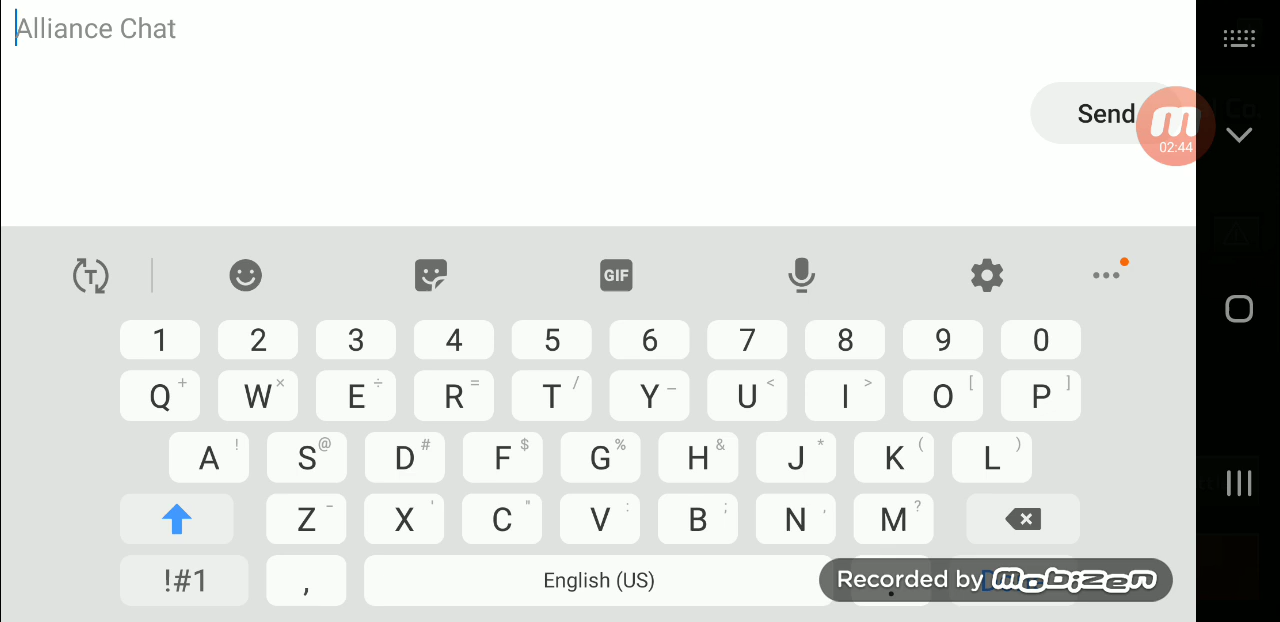 Alliance Chat
Send
02:44
T
GIF
1 2 3 4 5 6 7 8 9 0
Q + W × E ÷ R = T / Y _ U < I > O [ P ]
A ! S @ D # F $ G % H & J * K ( L )
Z - X ' C " V : B ; N , M ?
!#1 , English (US) .
Recorded by mobizen